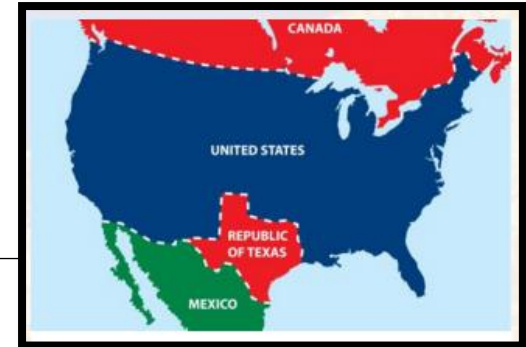 CANADA
UNITED STATES
REPUBLIC
OF TEXAS
MEXICO